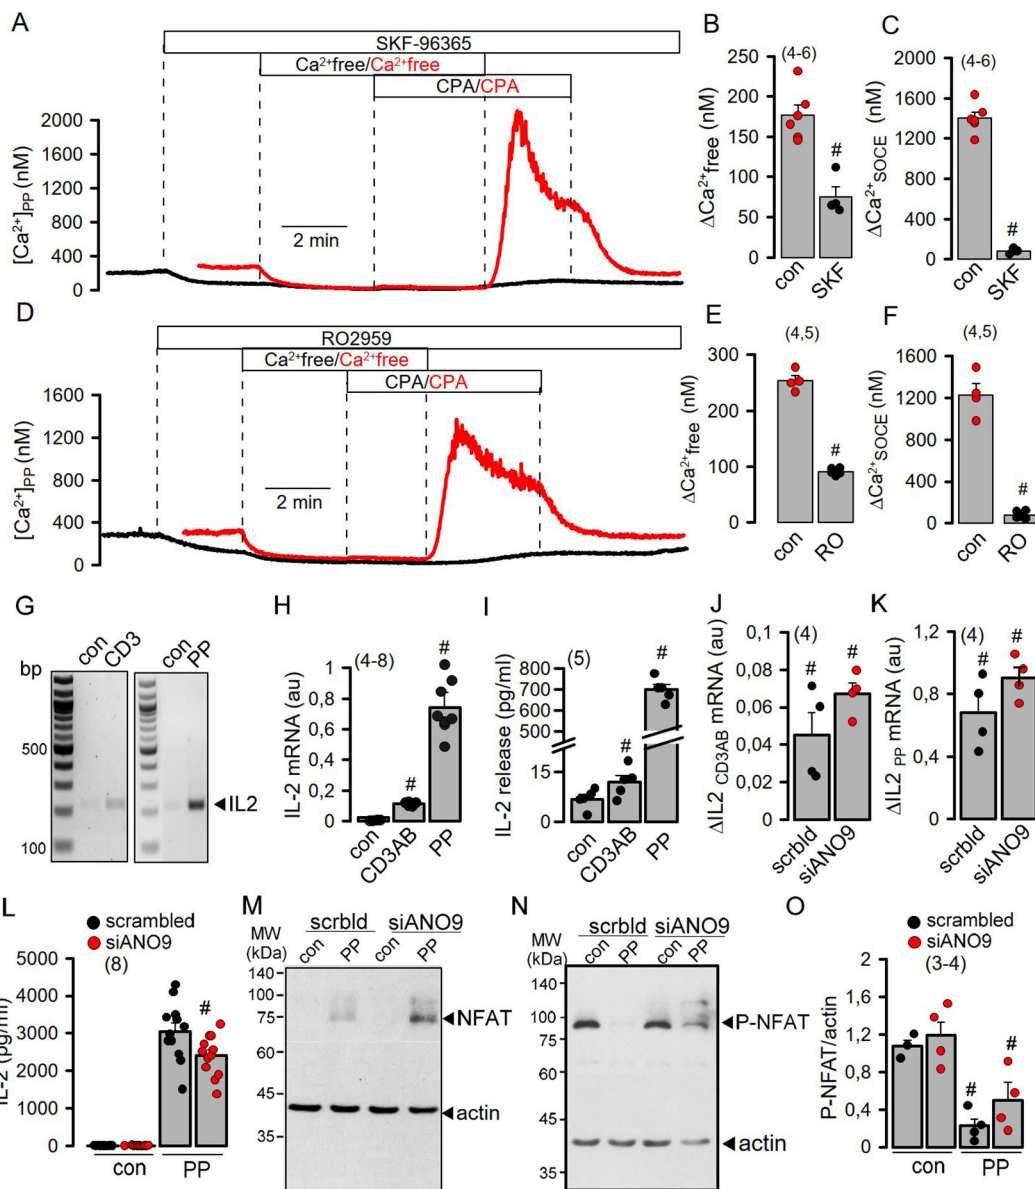 A
SKF-96365
Ca²⁺free/Ca²⁺free
CPA/CPA
[Ca²⁺]PP (nM)
2000
1600
1200
800
400
0
2 min
B
(4-6)
ΔCa²⁺free (nM)
250
200
150
100
50
0
#
con
SKF
C
(4-6)
ΔCa²⁺SOCE (nM)
2000
1600
1200
800
400
0
#
con
SKF
D
RO2959
Ca²⁺free/Ca²⁺free
CPA/CPA
[Ca²⁺]PP (nM)
1600
1200
800
400
0
2 min
E
(4,5)
ΔCa²⁺free (nM)
300
200
100
0
#
con
RO
F
(4,5)
ΔCa²⁺SOCE (nM)
1600
1200
800
400
0
#
con
RO
G
bp
con
CD3
con
PP
500
100
IL2
H
(4-8)
IL-2 mRNA (au)
1
0,8
0,6
0,4
0,2
0
#
#
con
CD3AB
PP
I
(5)
IL-2 release (pg/ml)
800
700
600
500
15
0
#
#
con
CD3AB
PP
J
(4)
ΔIL2 CD3AB mRNA (au)
0,1
0,08
0,06
0,04
0,02
0
#
#
scrbld
siANO9
K
(4)
ΔIL2 PP mRNA (au)
1,2
0,8
0,4
0
#
#
scrbld
siANO9
L
scrambled
siANO9
(8)
IL-2 (pg/ml)
5000
4000
3000
2000
1000
0
#
con
PP
M
scrbld
siANO9
MW
(kDa)
con
PP
con
PP
140
100
75
60
45
35
NFAT
actin
N
scrbld
siANO9
MW
(kDa)
con
PP
con
PP
140
100
90
75
60
45
35
P-NFAT
actin
O
scrambled
siANO9
(3-4)
P-NFAT/actin
2
1,6
1,2
0,8
0,4
0
#
#
con
PP